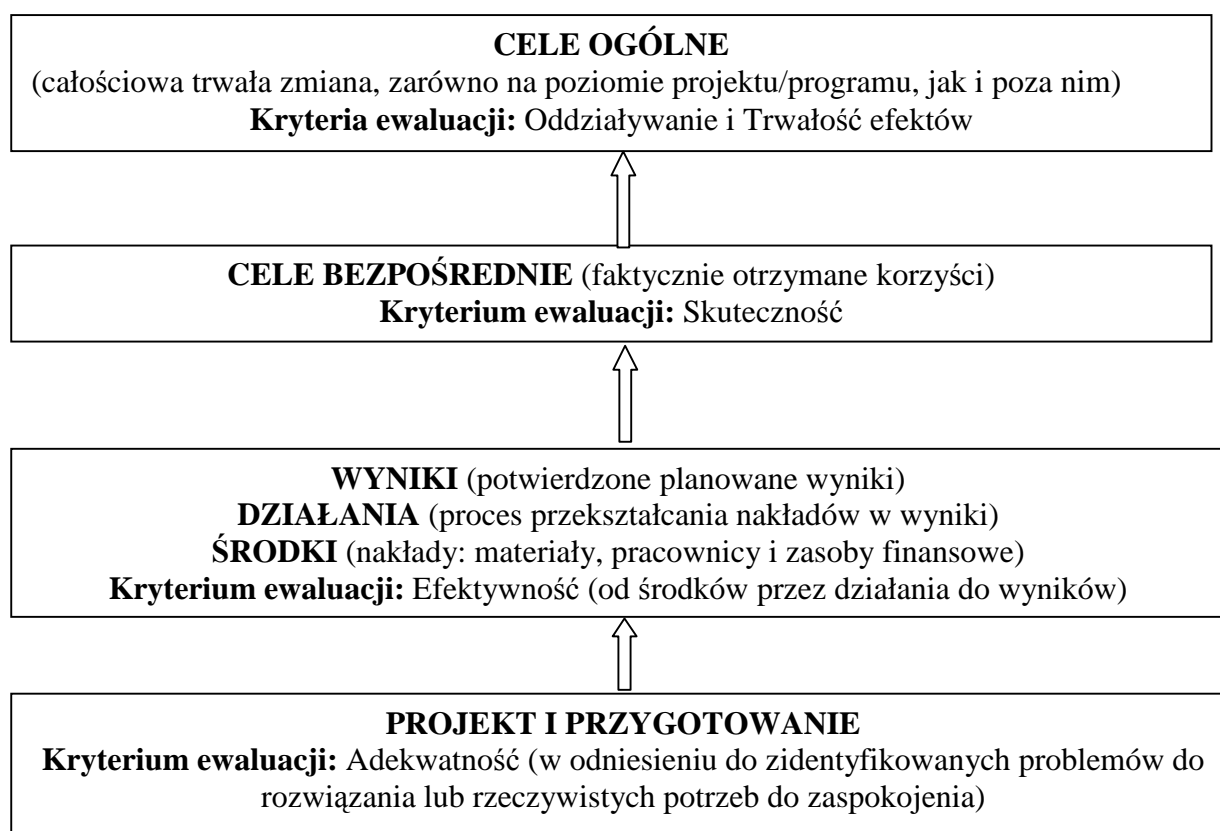 CELE OGÓLNE
(całościowa trwała zmiana, zarówno na poziomie projektu/programu, jak i poza nim)
Kryteria ewaluacji: Oddziaływanie i Trwałość efektów
CELE BEZPOŚREDNIE (faktycznie otrzymane korzyści)
Kryterium ewaluacji: Skuteczność
WYNIKI (potwierdzone planowane wyniki)
DZIAŁANIA (proces przekształcania nakładów w wyniki)
ŚRODKI (nakłady: materiały, pracownicy i zasoby finansowe)
Kryterium ewaluacji: Efektywność (od środków przez działania do wyników)
PROJEKT I PRZYGOTOWANIE
Kryterium ewaluacji: Adekwatność (w odniesieniu do zidentyfikowanych problemów do
rozwiązania lub rzeczywistych potrzeb do zaspokojenia)